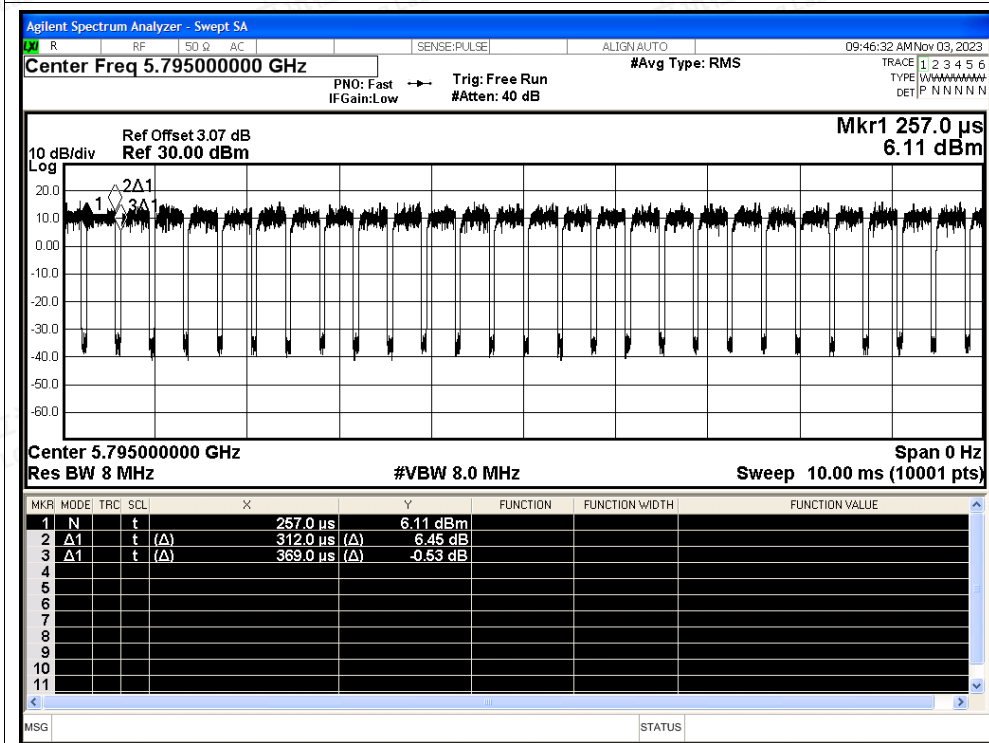 Agilent Spectrum Analyzer - Swept SA
LXI R RF 50 Ω AC SENSE:PULSE ALIGN AUTO 09:46:32 AM Nov 03, 2023
Center Freq 5.795000000 GHz #Avg Type: RMS TRACE 1 2 3 4 5 6
PNO: Fast Trig: Free Run TYPE W
IFGain:Low #Atten: 40 dB DET P N N N N N
Mkr1 257.0 µs
Ref Offset 3.07 dB
10 dB/div Ref 30.00 dBm 6.11 dBm
Log
20.0
2Δ1
1
3Δ1
10.0
0.00
-10.0
-20.0
-30.0
-40.0
-50.0
-60.0
Center 5.795000000 GHz Span 0 Hz
Res BW 8 MHz #VBW 8.0 MHz Sweep 10.00 ms (10001 pts)
MKR MODE TRC SCL X Y FUNCTION FUNCTION WIDTH FUNCTION VALUE
1 N t 257.0 µs 6.11 dBm
2 Δ1 t (Δ) 312.0 µs (Δ) 6.45 dB
3 Δ1 t (Δ) 369.0 µs (Δ) -0.53 dB
4
5
6
7
8
9
10
11
MSG STATUS